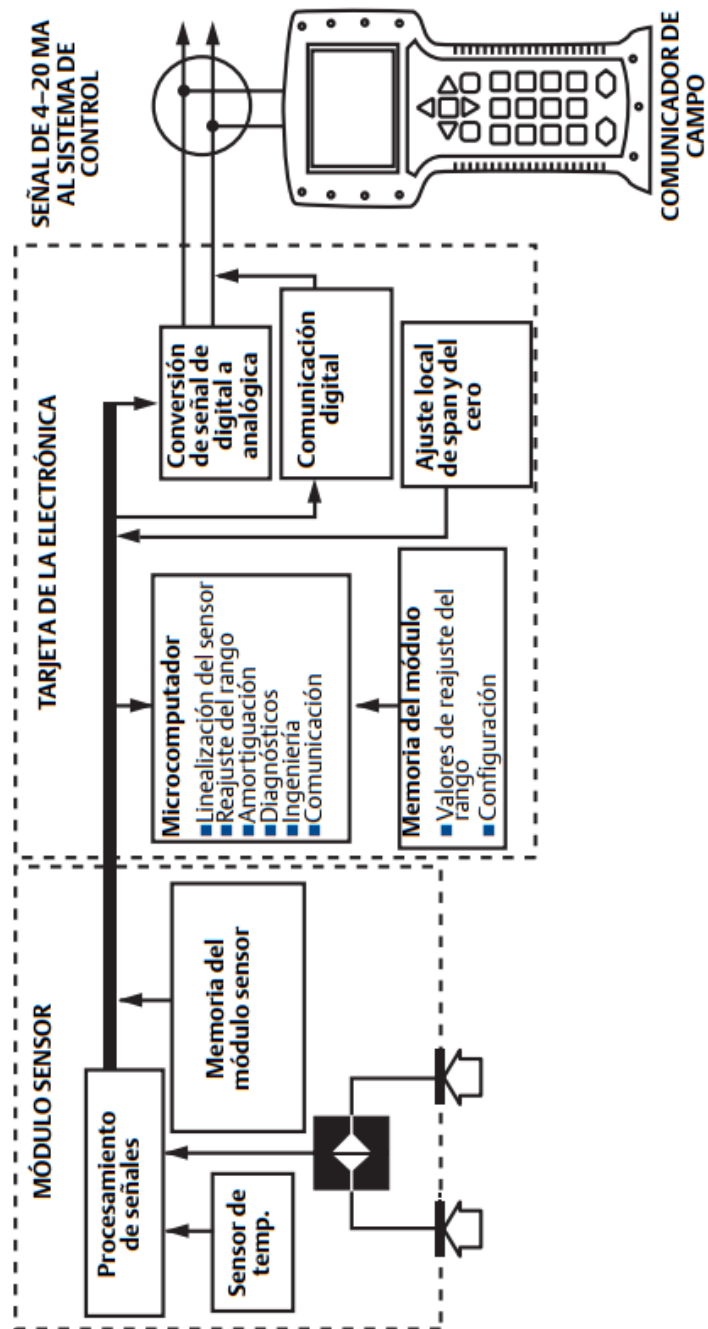 MÓDULO SENSOR
Procesamiento
de señales
Sensor de
temp.
Memoria del
módulo sensor
TARJETA DE LA ELECTRÓNICA
Microcomputador
Linealización del sensor
Reajuste del rango
Amortiguación
Diagnósticos
Ingeniería
Comunicación
Memoria del módulo
Valores de reajuste del
rango
Configuración
Conversión
de señal de
digital a
analógica
Comunicación
digital
Ajuste local
de span y del
cero
SEÑAL DE 4–20 MA
AL SISTEMA DE
CONTROL
COMUNICADOR DE
CAMPO